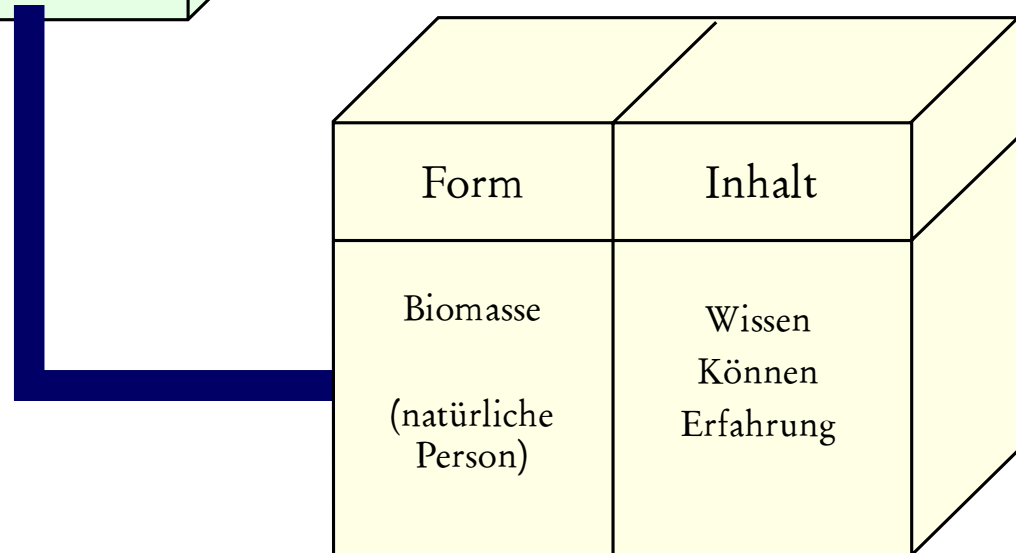 Form
Inhalt
Biomasse
(natürliche
Person)
Wissen
Können
Erfahrung